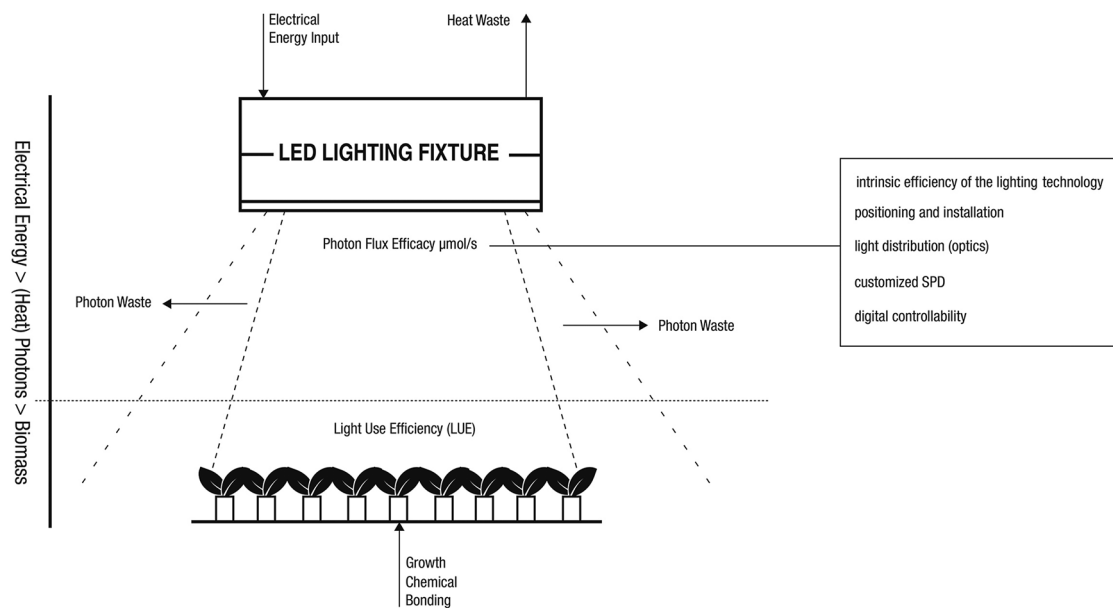 Electrical
Energy Input
Heat Waste
LED LIGHTING FIXTURE
Electrical Energy > (Heat) Photons > Biomass
intrinsic efficiency of the lighting technology
positioning and installation
light distribution (optics)
customized SPD
digital controllability
Photon Flux Efficacy µmol/s
Photon Waste
Photon Waste
Light Use Efficiency (LUE)
Growth
Chemical
Bonding